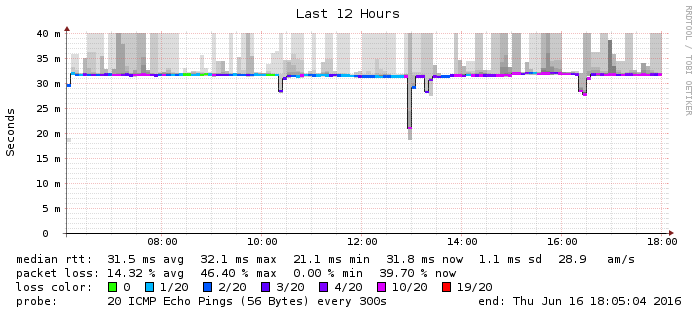 Last 12 Hours
RRDTOOL / TOBI OETIKER
Seconds
40 m
35 m
30 m
25 m
20 m
15 m
10 m
5 m
0
08:00 10:00 12:00 14:00 16:00 18:00
median rtt: 31.5 ms avg 32.1 ms max 21.1 ms min 31.8 ms now 1.1 ms sd 28.9 am/s
packet loss: 14.32 % avg 46.40 % max 0.00 % min 39.70 % now
loss color: 0 1/20 2/20 3/20 4/20 10/20 19/20
probe: 20 ICMP Echo Pings (56 Bytes) every 300s end: Thu Jun 16 18:05:04 2016